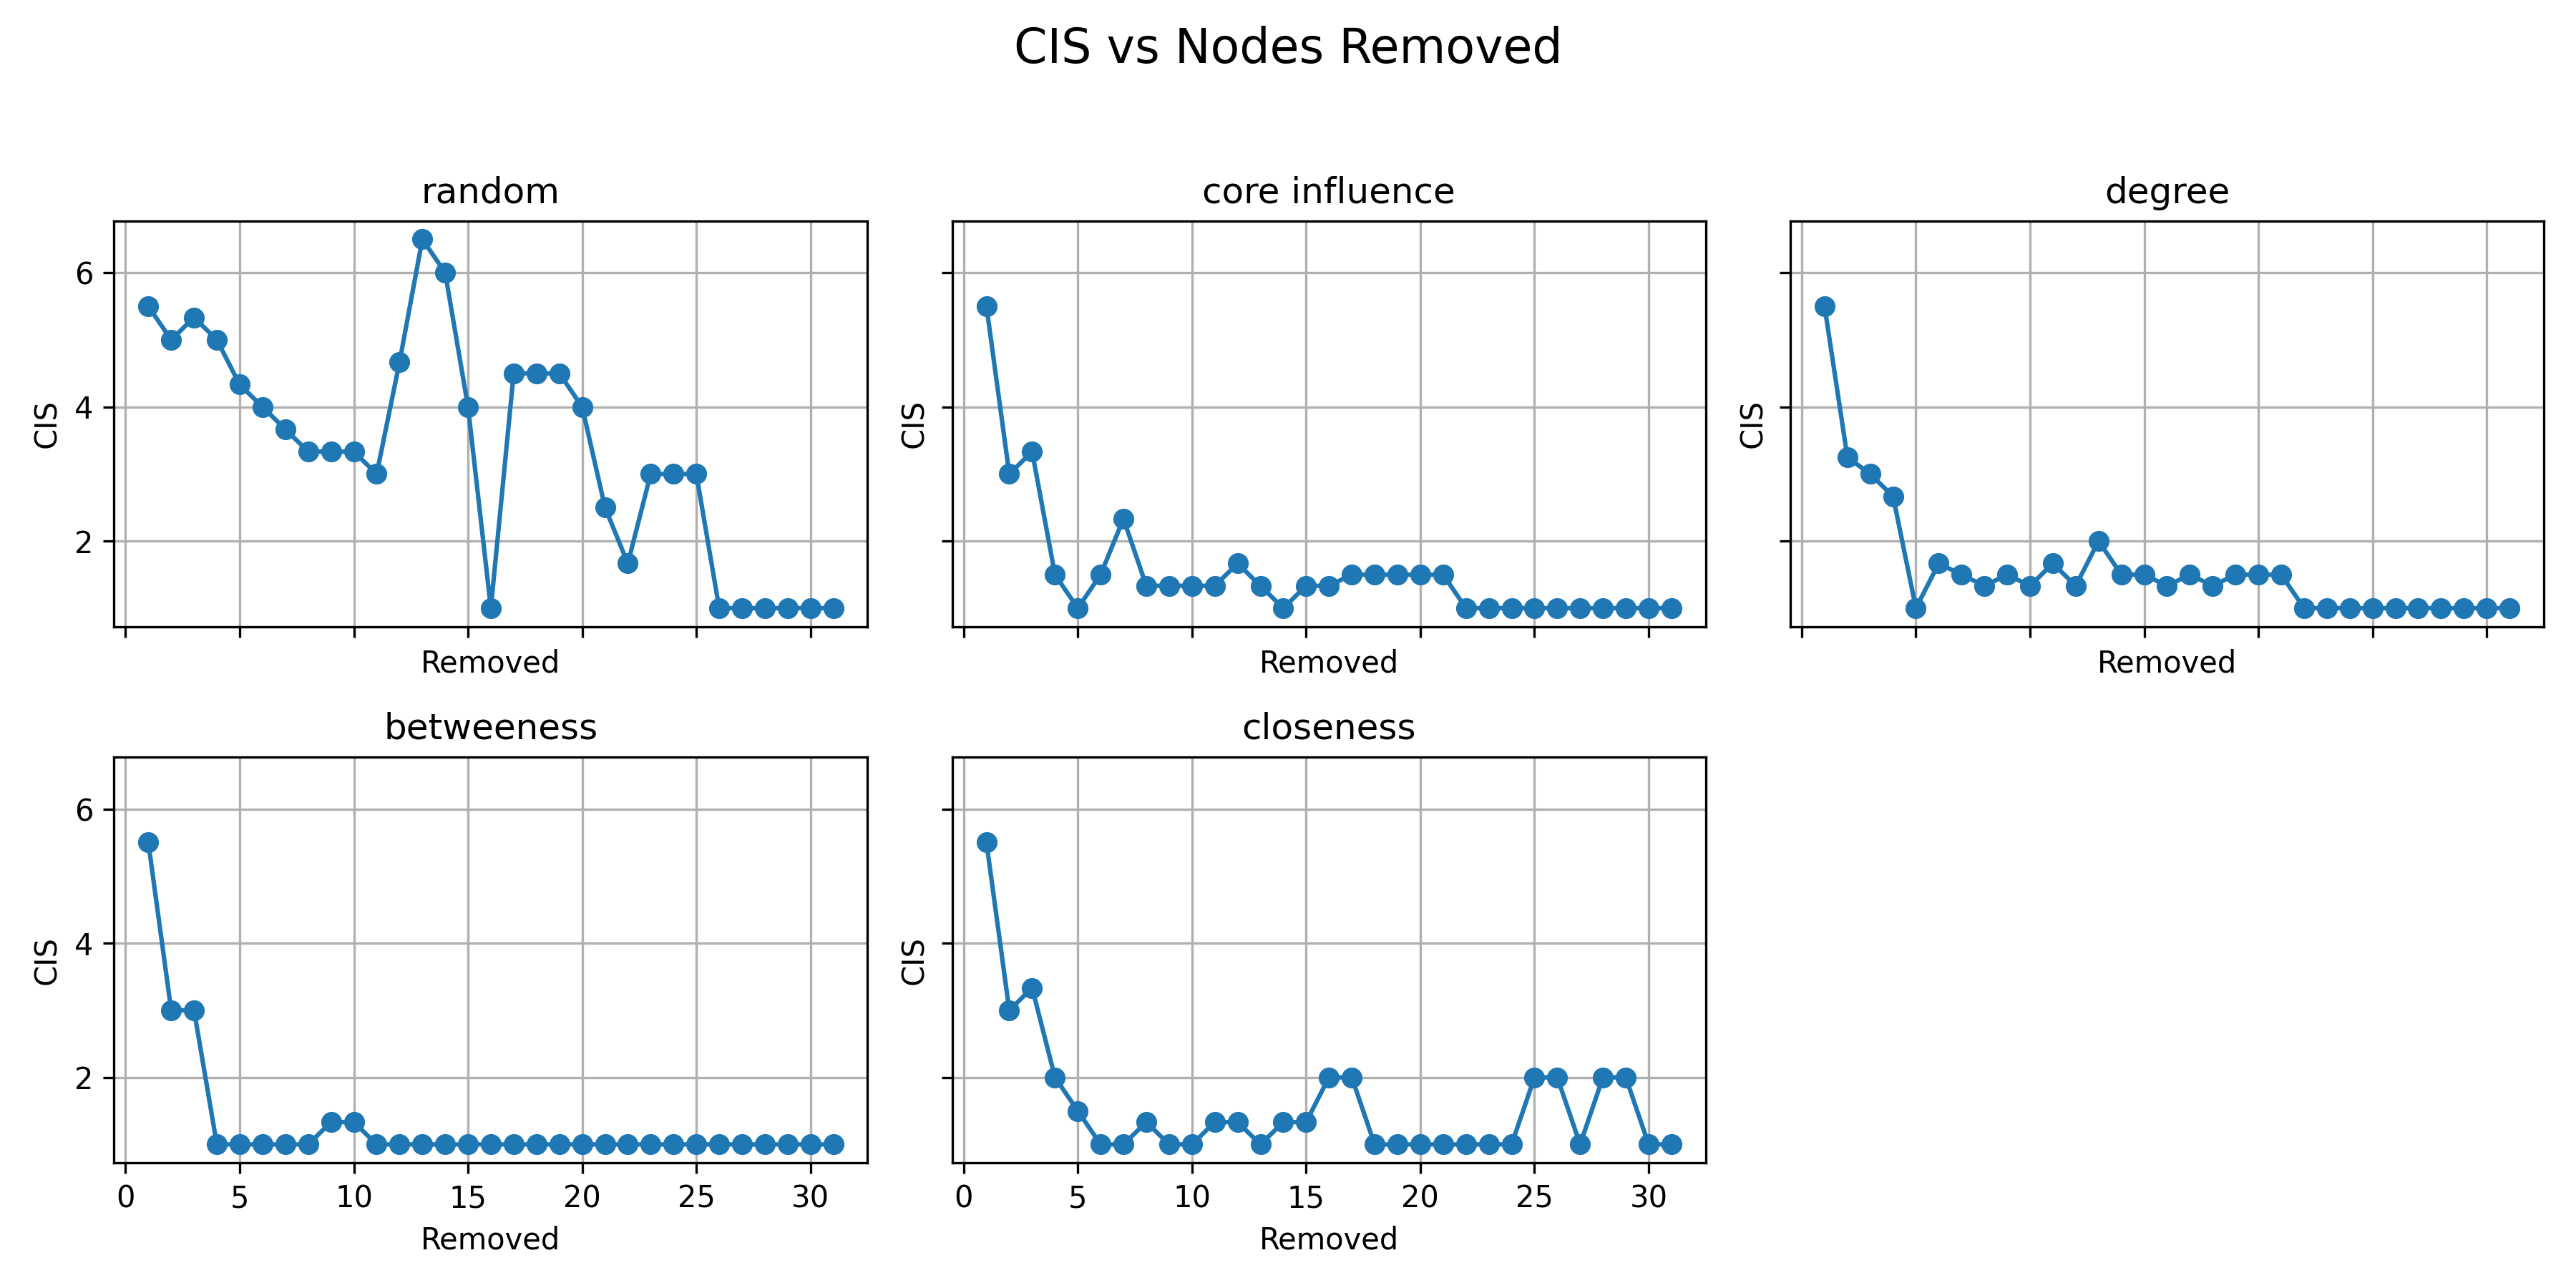 CIS vs Nodes Removed
random
core influence
degree
6
4
2
CIS
CIS
CIS
Removed
Removed
Removed
betweeness
closeness
6
4
2
CIS
CIS
0 5 10 15 20 25 30
0 5 10 15 20 25 30
Removed
Removed